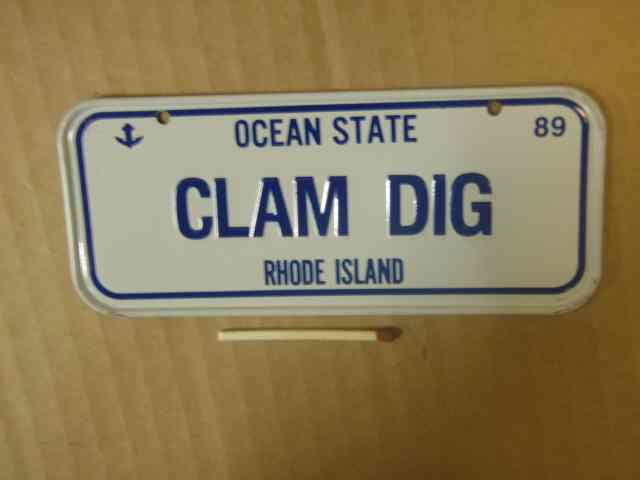 OCEAN STATE 89
CLAM DIG
RHODE ISLAND